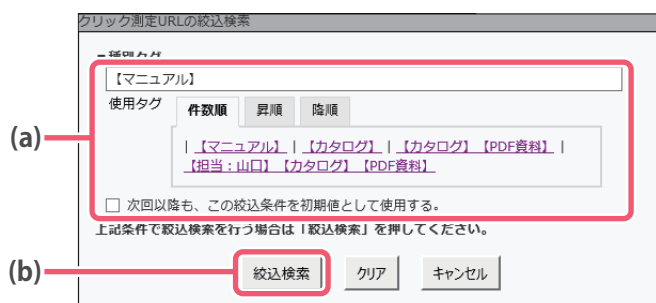 クリック測定URLの絞込検索
■種別タグ
【マニュアル】
使用タグ 件数順 昇順 降順
(a)
|【マニュアル】|【カタログ】|【カタログ】【PDF資料】|
【担当:山口】【カタログ】【PDF資料】
次回以降も、この絞込条件を初期値として使用する。
上記条件で絞込検索を行う場合は「絞込検索」を押してください。
(b) 絞込検索 クリア キャンセル